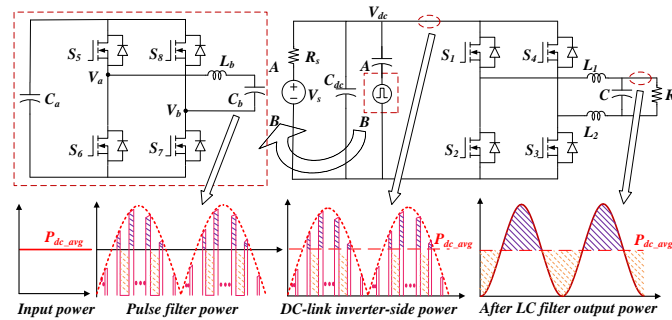 V_dc
S_5
S_8
L_b
A
R_s
S_1
S_4
L_1
V_a
C_dc
A
C_a
V_b
C_b
V_s
C
R
B
B
L_2
S_6
S_7
S_2
S_3
P_dc_avg
P_dc_avg
P_dc_avg
Input power
Pulse filter power
DC-link inverter-side power
After LC filter output power